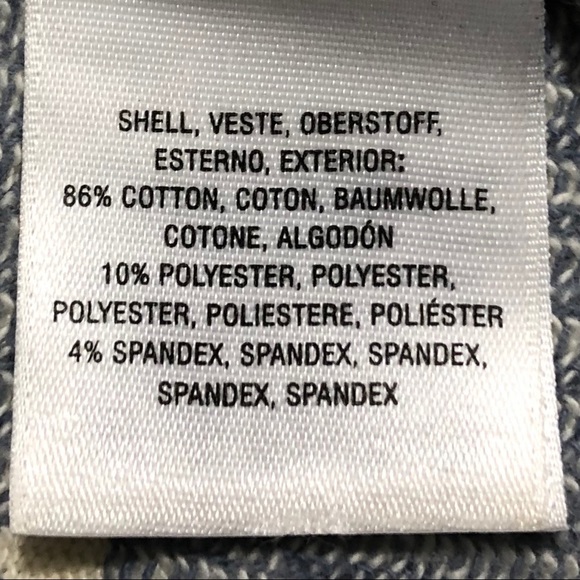 SHELL, VESTE, OBERSTOFF,
ESTERNO, EXTERIOR:
86% COTTON, COTON, BAUMWOLLE,
COTONE, ALGODÓN
10% POLYESTER, POLYESTER,
POLYESTER, POLIESTERE, POLIÉSTER
4% SPANDEX, SPANDEX, SPANDEX,
SPANDEX, SPANDEX